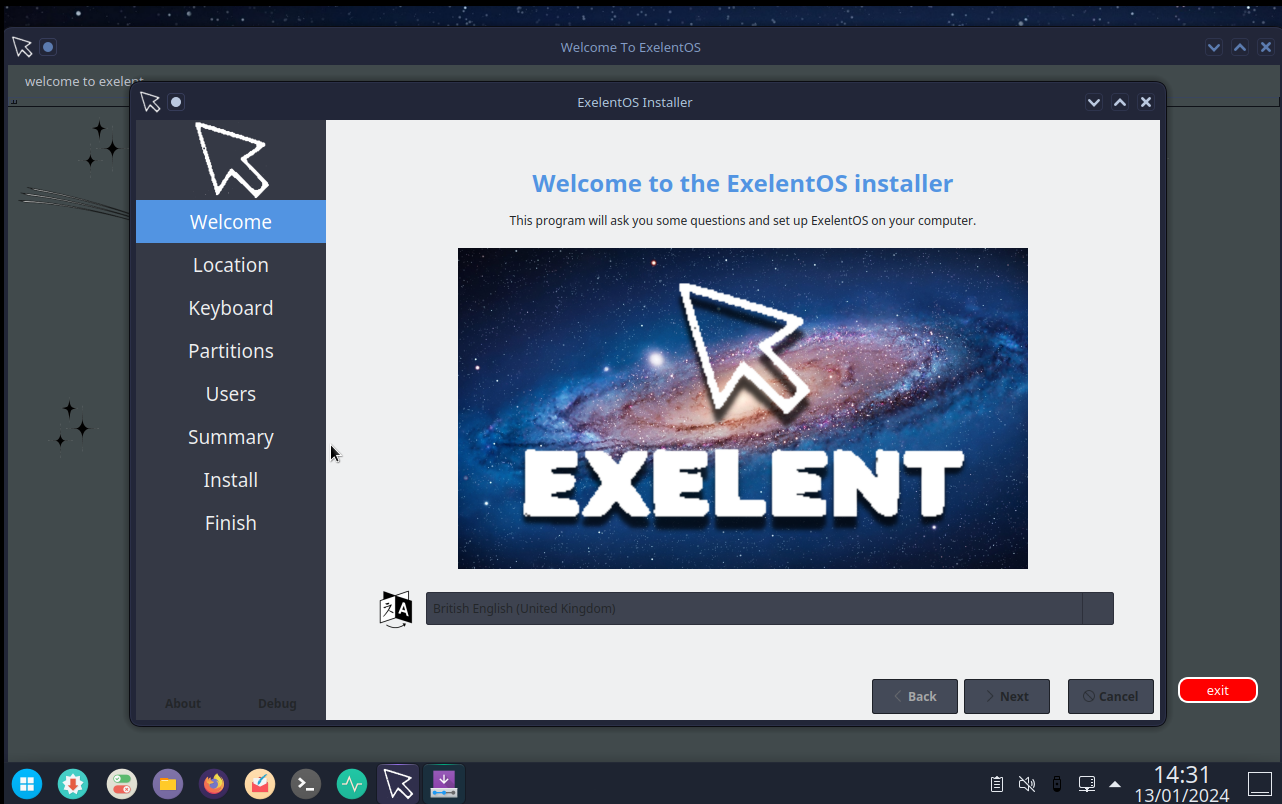 Welcome To ExelentOS
welcome to exelent
ExelentOS Installer
Welcome
Location
Keyboard
Partitions
Users
Summary
Install
Finish
About
Debug
Welcome to the ExelentOS installer
This program will ask you some questions and set up ExelentOS on your computer.
EXELENT
British English (United Kingdom)
Back
Next
Cancel
exit
14:31
13/01/2024